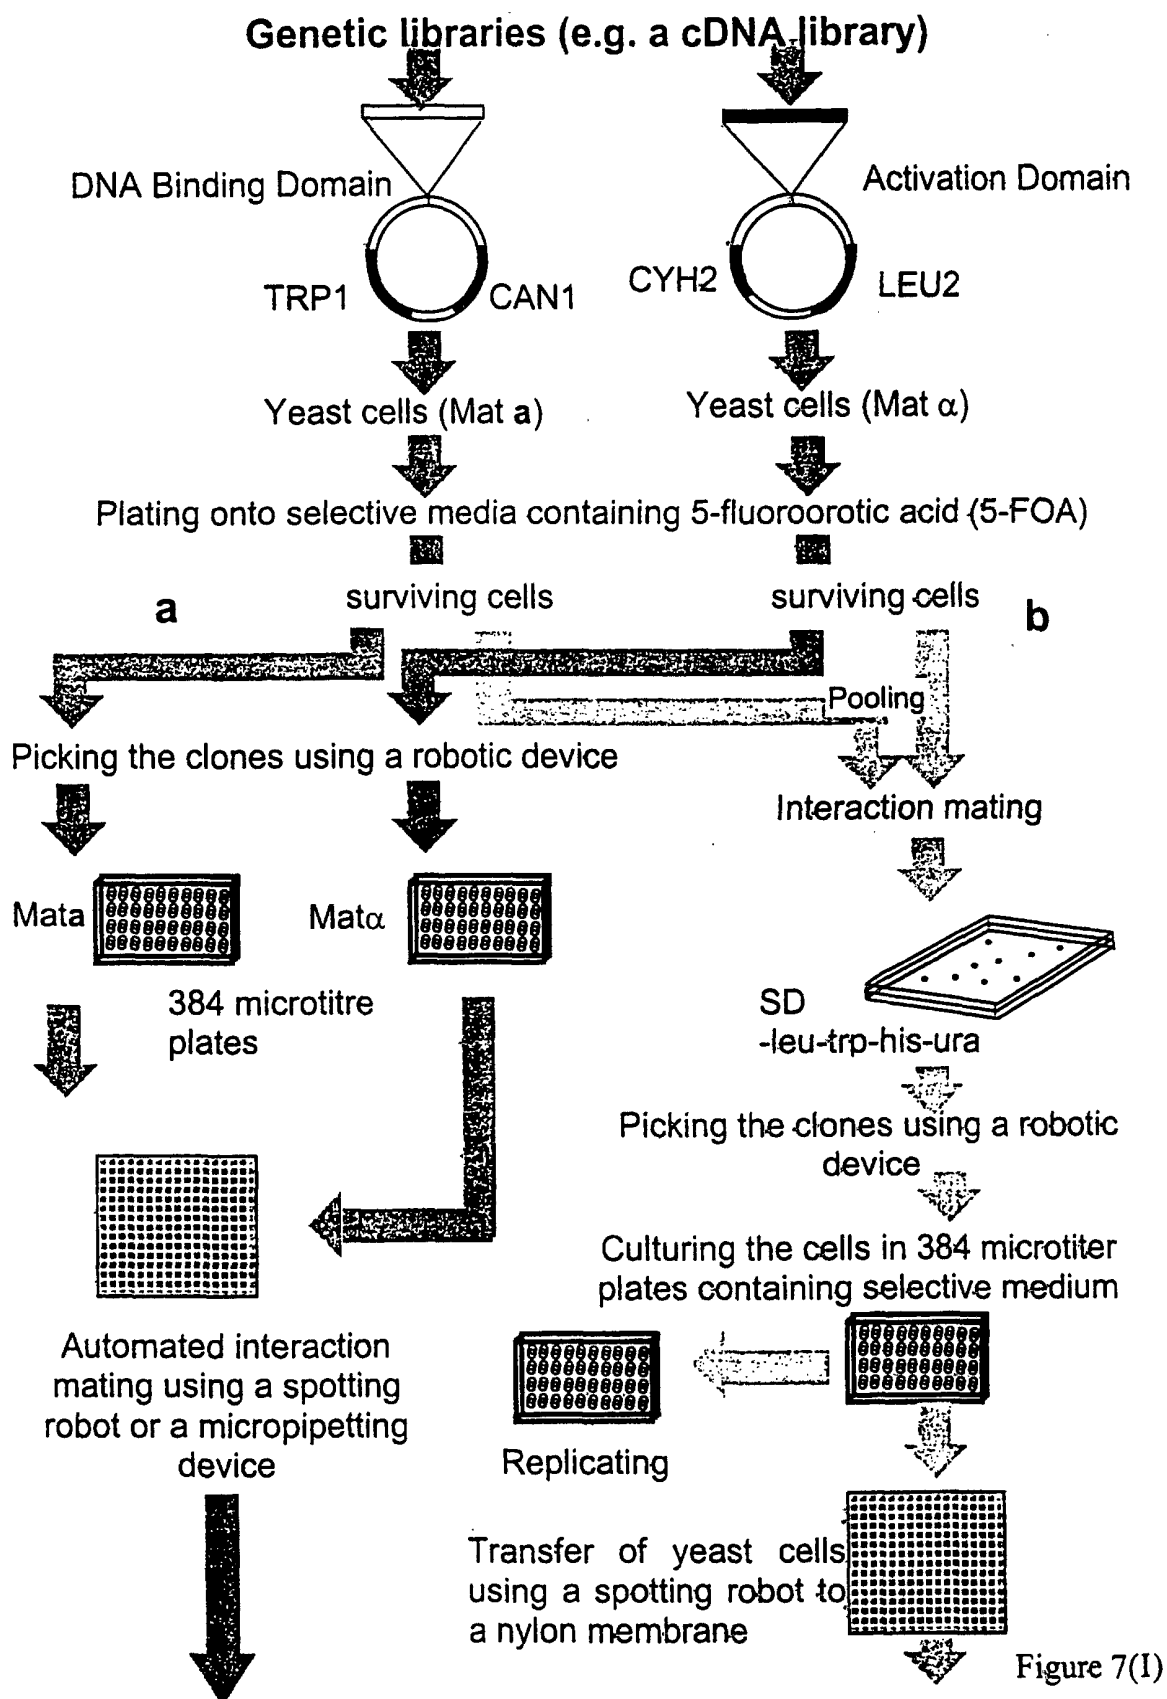 Genetic libraries (e.g. a cDNA library)
DNA Binding Domain
Activation Domain
TRP1
CAN1
CYH2
LEU2
Yeast cells (Mat a)
Yeast cells (Mat α)
Plating onto selective media containing 5-fluoroorotic acid (5-FOA)
a
surviving cells
surviving cells
b
Pooling
Picking the clones using a robotic device
Interaction mating
Mata
Matα
384 microtitre
plates
SD
-leu-trp-his-ura
Picking the clones using a robotic
device
Culturing the cells in 384 microtiter
plates containing selective medium
Automated interaction
mating using a spotting
robot or a micropipetting
device
Replicating
Transfer of yeast cells
using a spotting robot to
a nylon membrane
Figure 7(I)